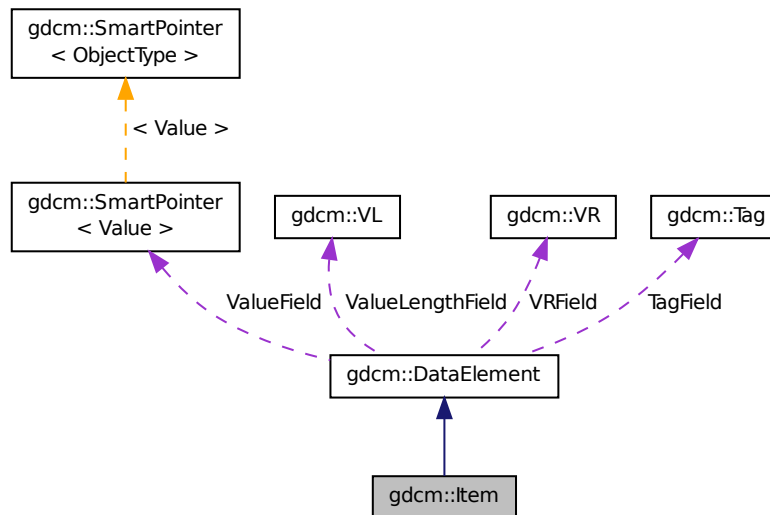 gdcm::SmartPointer
< ObjectType >
< Value >
gdcm::SmartPointer
< Value >
gdcm::VL
gdcm::VR
gdcm::Tag
ValueField
ValueLengthField
VRField
TagField
gdcm::DataElement
gdcm::Item